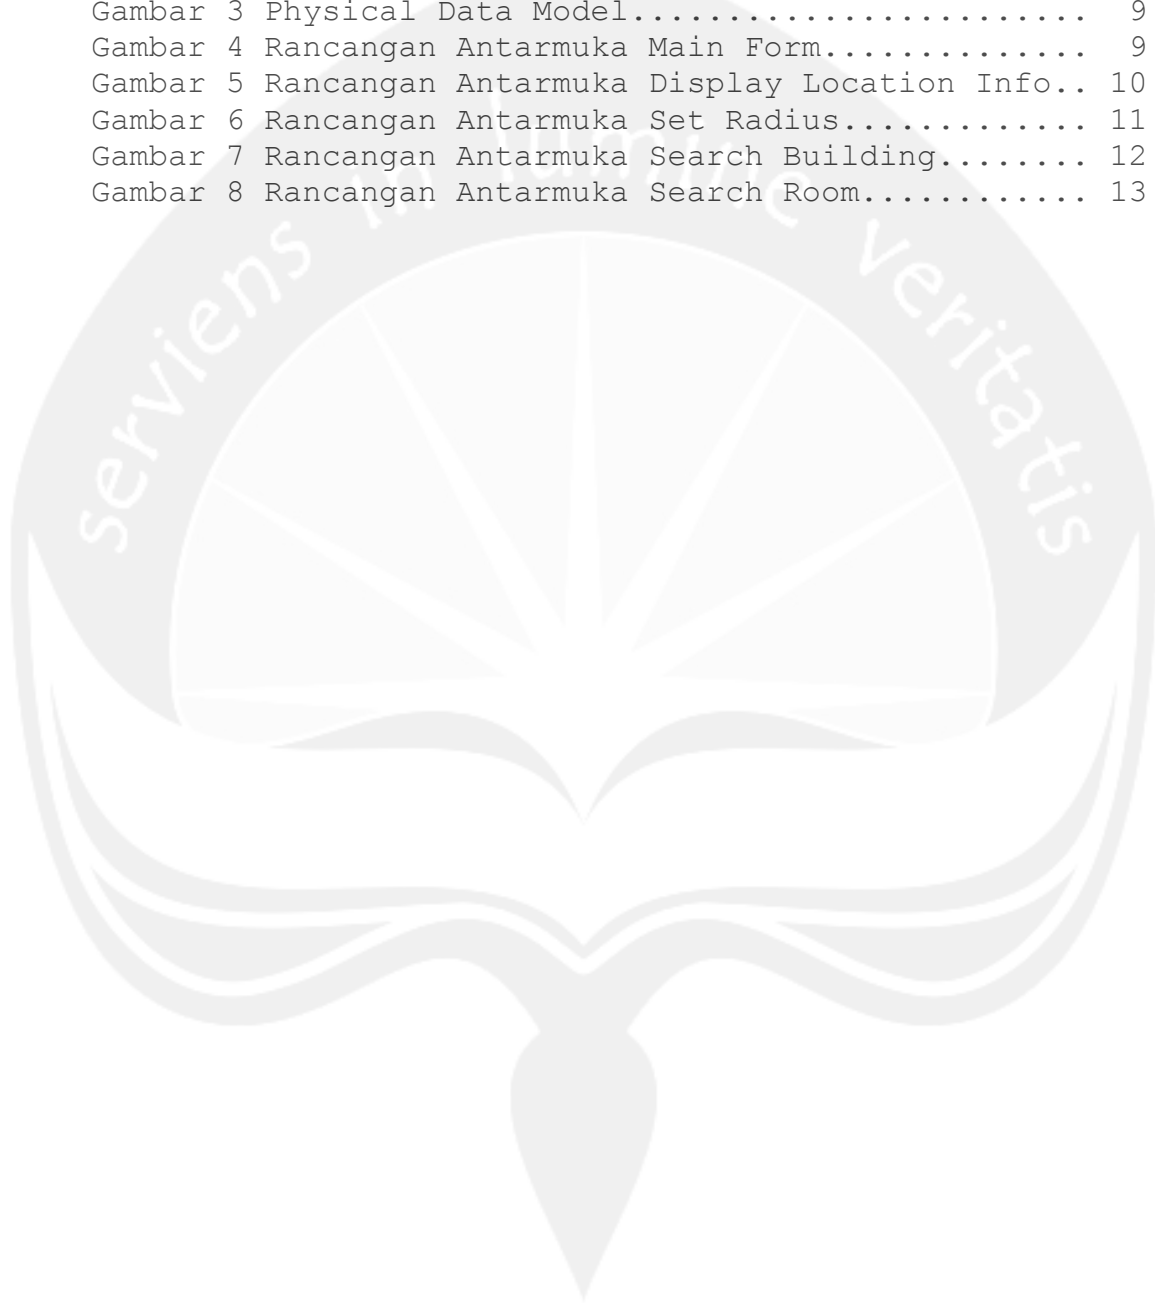 Gambar 3 Physical Data Model........................ 9
Gambar 4 Rancangan Antarmuka Main Form.............. 9
Gambar 5 Rancangan Antarmuka Display Location Info.. 10
Gambar 6 Rancangan Antarmuka Set Radius............. 11
Gambar 7 Rancangan Antarmuka Search Building........ 12
Gambar 8 Rancangan Antarmuka Search Room............ 13
serviens in lumine veritatis